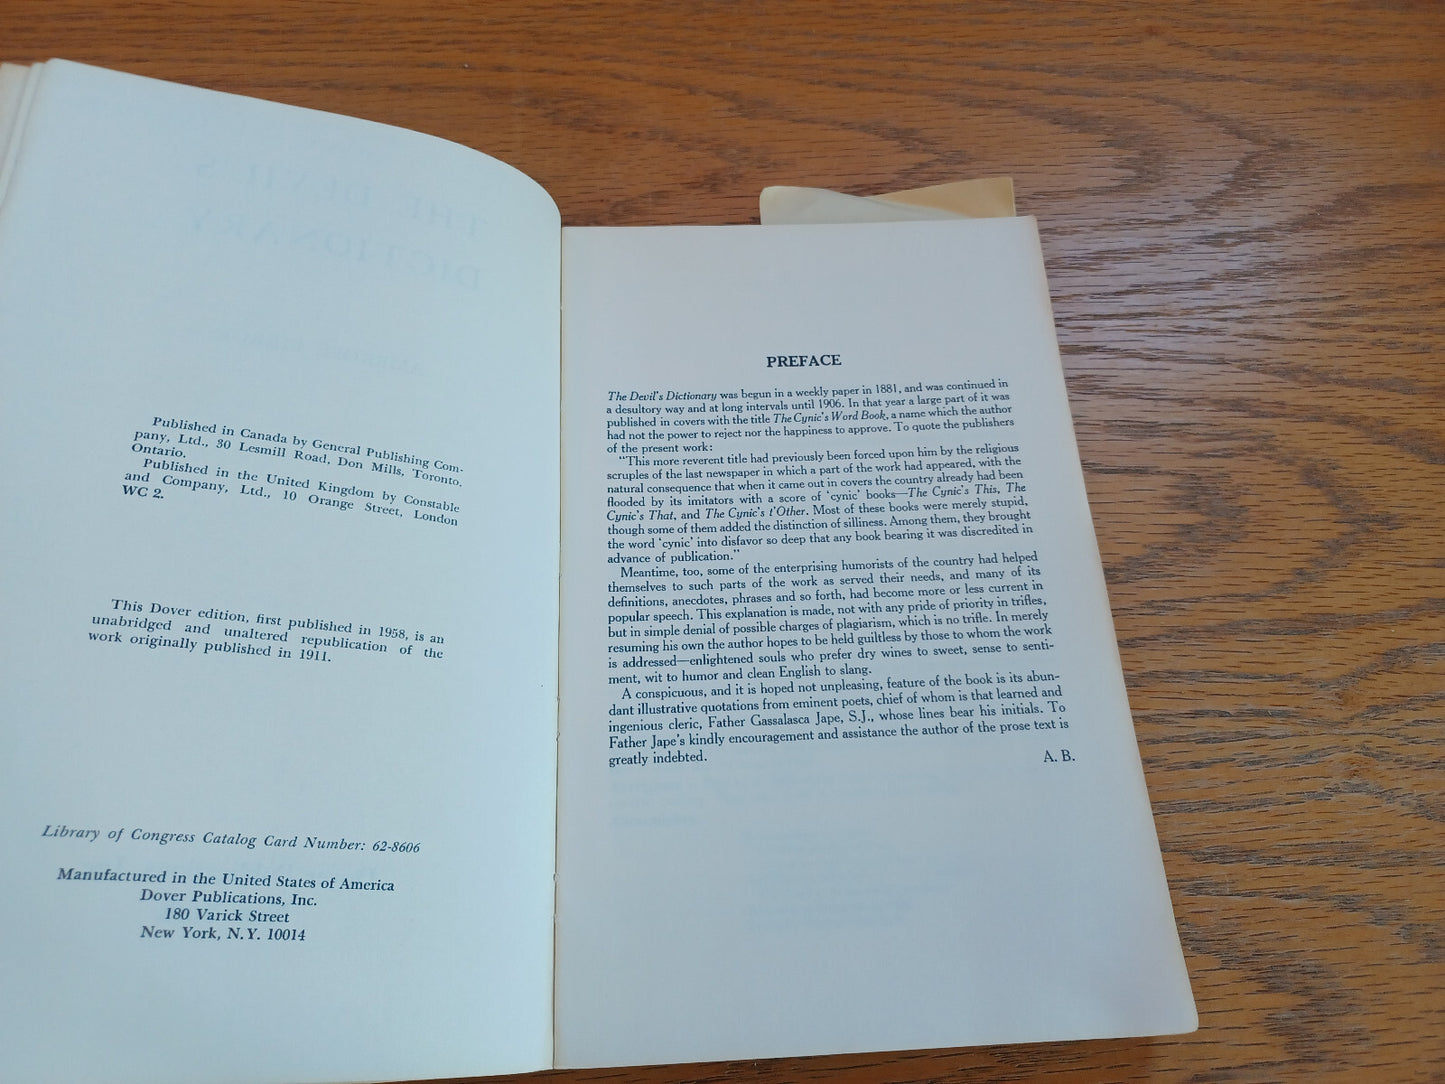 Published in Canada by General Publishing Com-
pany, Ltd., 30 Lesmill Road, Don Mills, Toronto,
Ontario.
Published in the United Kingdom by Constable
and Company, Ltd., 10 Orange Street, London
WC 2.
This Dover edition, first published in 1958, is an
unabridged and unaltered republication of the
work originally published in 1911.
Library of Congress Catalog Card Number: 62-8606
Manufactured in the United States of America
Dover Publications, Inc.
180 Varick Street
New York, N.Y. 10014
PREFACE
The Devil's Dictionary was begun in a weekly paper in 1881, and was continued in
a desultory way and at long intervals until 1906. In that year a large part of it was
published in covers with the title The Cynic's Word Book, a name which the author
had not the power to reject nor the happiness to approve. To quote the publishers
of the present work:
"This more reverent title had previously been forced upon him by the religious
scruples of the last newspaper in which a part of the work had appeared, with the
natural consequence that when it came out in covers the country already had been
flooded by its imitators with a score of 'cynic' books—The Cynic's This, The
Cynic's That, and The Cynic's t'Other. Most of these books were merely stupid,
though some of them added the distinction of silliness. Among them, they brought
the word 'cynic' into disfavor so deep that any book bearing it was discredited in
advance of publication."
Meantime, too, some of the enterprising humorists of the country had helped
themselves to such parts of the work as served their needs, and many of its
definitions, anecdotes, phrases and so forth, had become more or less current in
popular speech. This explanation is made, not with any pride of priority in trifles,
but in simple denial of possible charges of plagiarism, which is no trifle. In merely
resuming his own the author hopes to be held guiltless by those to whom the work
is addressed—enlightened souls who prefer dry wines to sweet, sense to senti-
ment, wit to humor and clean English to slang.
A conspicuous, and it is hoped not unpleasing, feature of the book is its abun-
dant illustrative quotations from eminent poets, chief of whom is that learned and
ingenious cleric, Father Gassalasca Jape, S.J., whose lines bear his initials. To
Father Jape's kindly encouragement and assistance the author of the prose text is
greatly indebted. A. B.